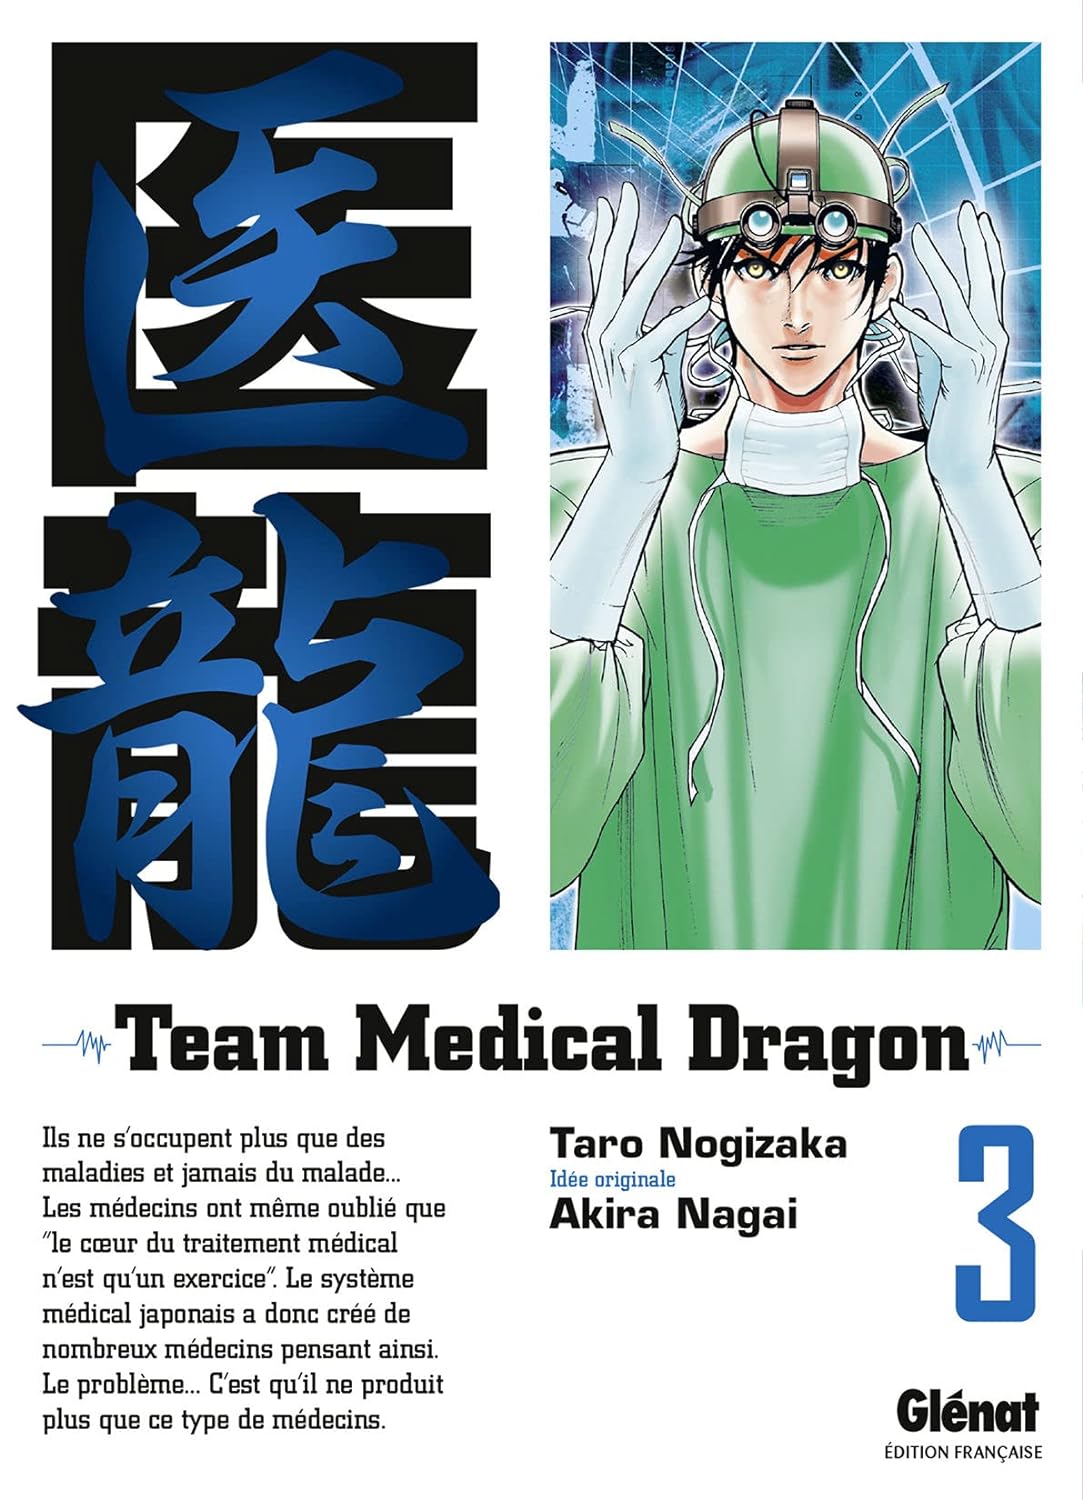 医
龍
Team Medical Dragon
Ils ne s'occupent plus que des
maladies et jamais du malade...
Les médecins ont même oublié que
"le cœur du traitement médical
n'est qu'un exercice". Le système
médical japonais a donc créé de
nombreux médecins pensant ainsi.
Le problème... C'est qu'il ne produit
plus que ce type de médecins.
Taro Nogizaka
Idée originale
Akira Nagai
3
Glénat
ÉDITION FRANÇAISE